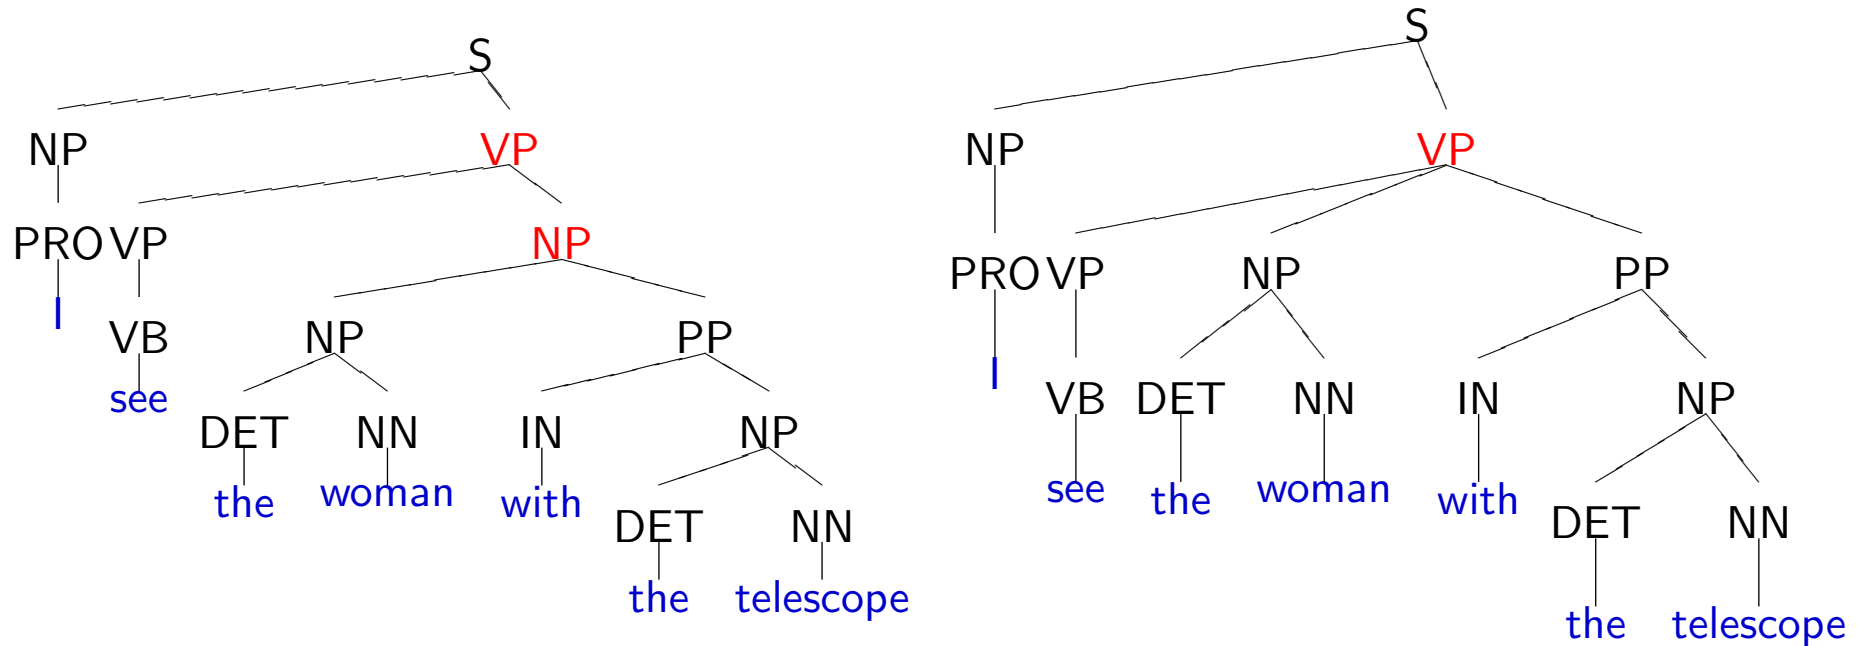 S
NP VP
PRO VP NP
I VB NP PP
see
DET NN IN NP
the woman with
DET NN
the telescope
S
NP VP
PRO VP NP PP
I VB DET NN IN NP
see the woman with
DET NN
the telescope